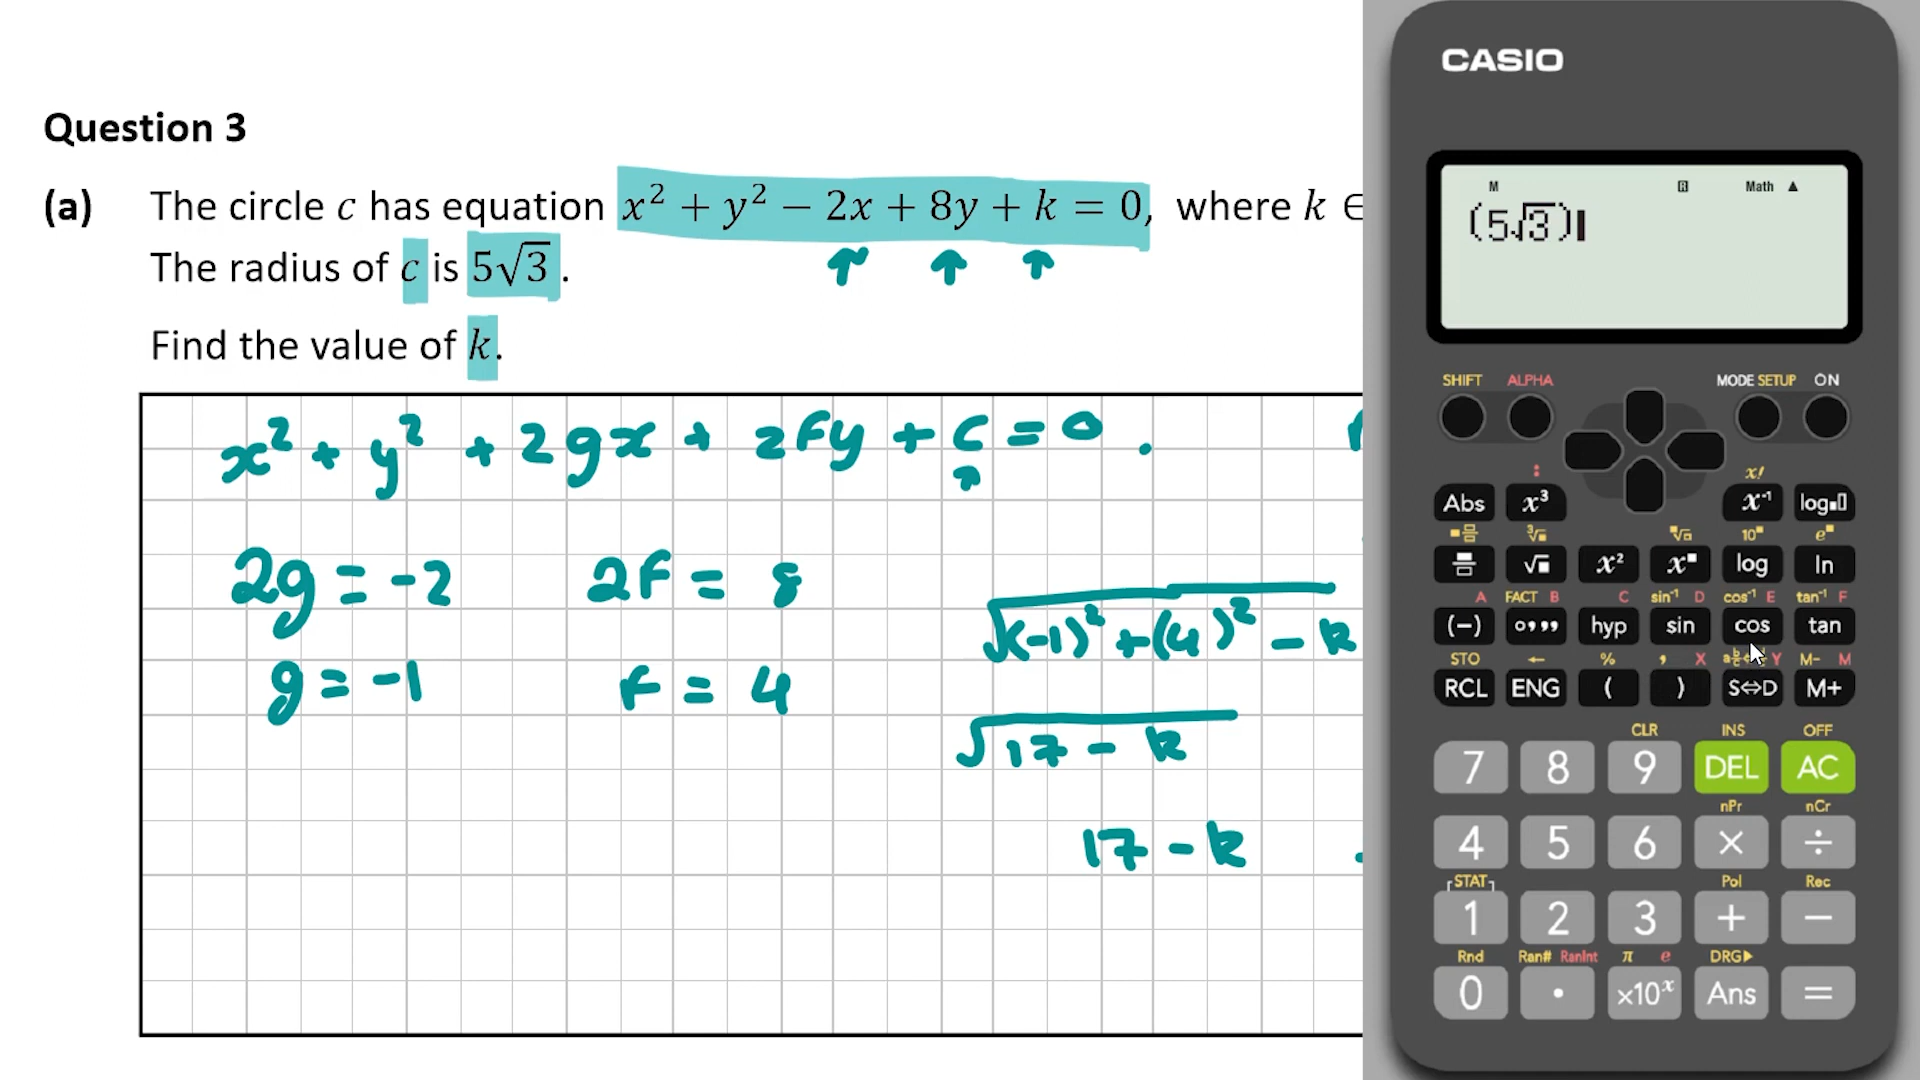 Question 3
(a) The circle c has equation x² + y² − 2x + 8y + k = 0, where k ∈
The radius of c is 5√3.
Find the value of k.
x² + y² + 2gx + 2fy + c = 0.
2g = -2 2f = 8
√(-1)² + (4)² - k
g = -1 f = 4
√17 - k
17 - k
CASIO
M R Math ▲
(5√3)
SHIFT ALPHA MODE SETUP ON
: x!
Abs x³ x⁻¹ log
³√ 10 e
√ x² x log ln
A FACT B C sin⁻¹ D cos⁻¹ E tan⁻¹ F
(−) hyp sin cos tan
STO ← % , X Y M- M
RCL ENG ( ) S⇔D M+
CLR INS OFF
7 8 9 DEL AC
nPr nCr
4 5 6 × ÷
STAT Pol Rec
1 2 3 + −
Rnd Ran# RanInt π e DRG▶
0 . ×10ˣ Ans =